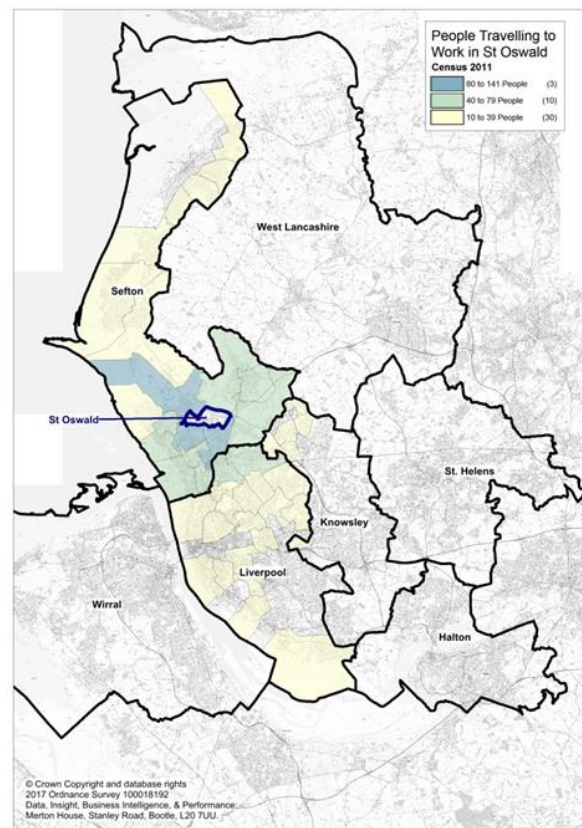 People Travelling to
Work in St Oswald
Census 2011
80 to 141 People (3)
40 to 79 People (10)
10 to 39 People (30)
West Lancashire
Sefton
St Oswald
St. Helens
Knowsley
Liverpool
Wirral
Halton
© Crown Copyright and database rights
2017 Ordnance Survey 100018192
Data, Insight, Business Intelligence, & Performance:
Merton House, Stanley Road, Bootle, L20 7UU.